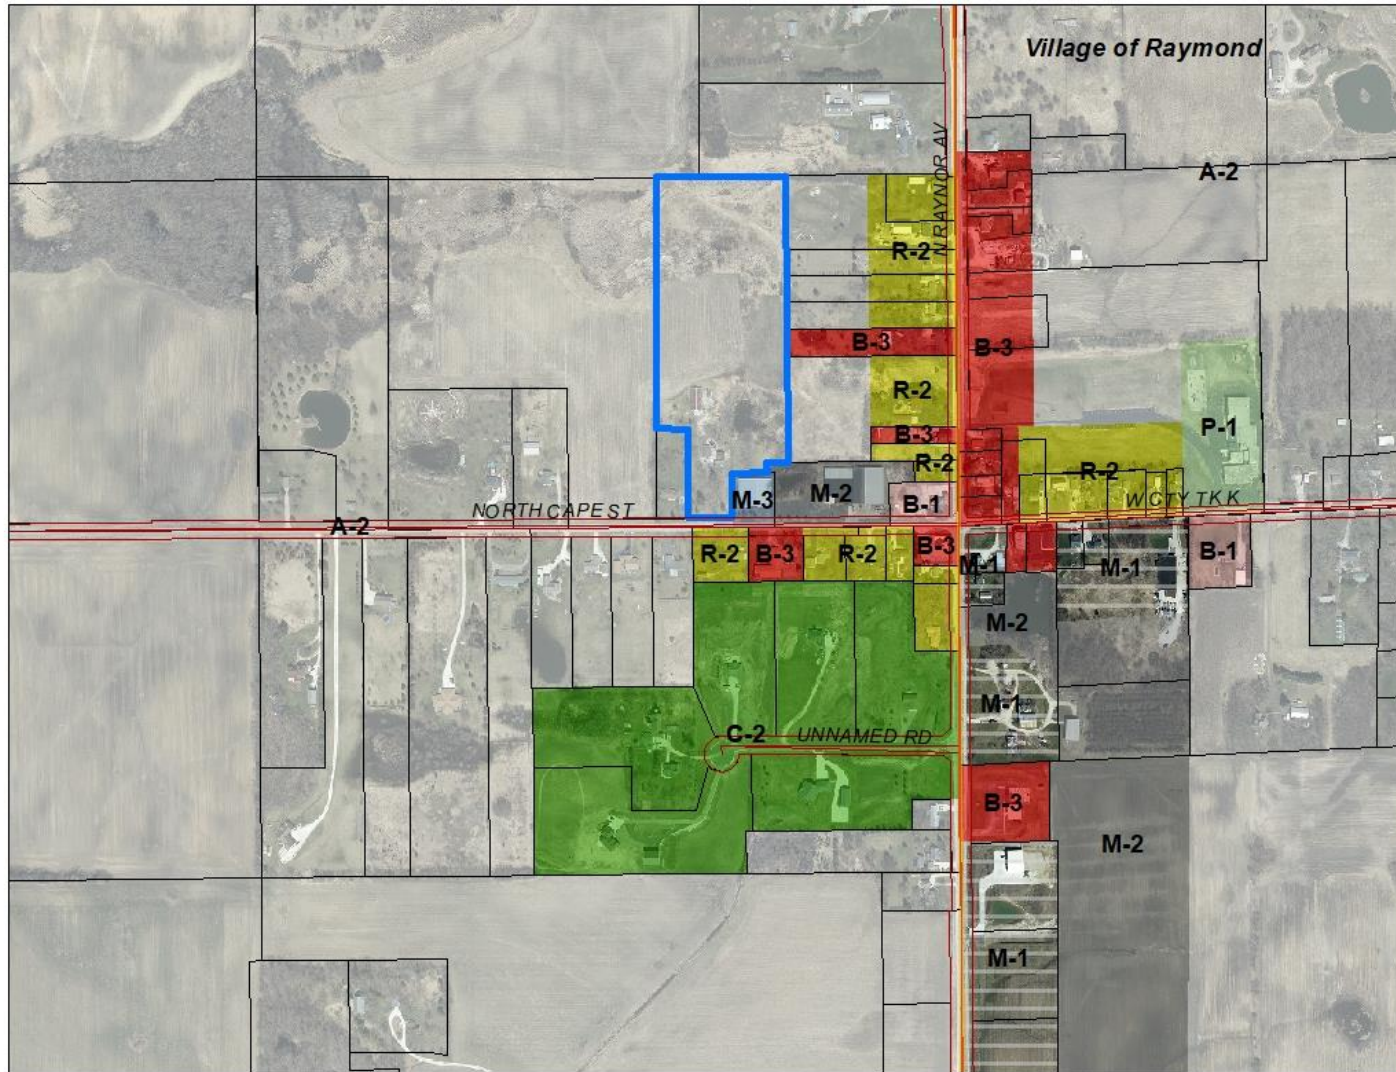 Village of Raymond
N RAYNOR AV
A-2
R-2
B-3
B-3
R-2
B-3
P-1
R-2
R-2
W CTY TK K
M-3
M-2
B-1
NORTH CAPE ST
A-2
R-2
B-3
R-2
B-3
M-1
M-1
B-1
M-2
M-1
C-2
UNNAMED RD
B-3
M-2
M-1